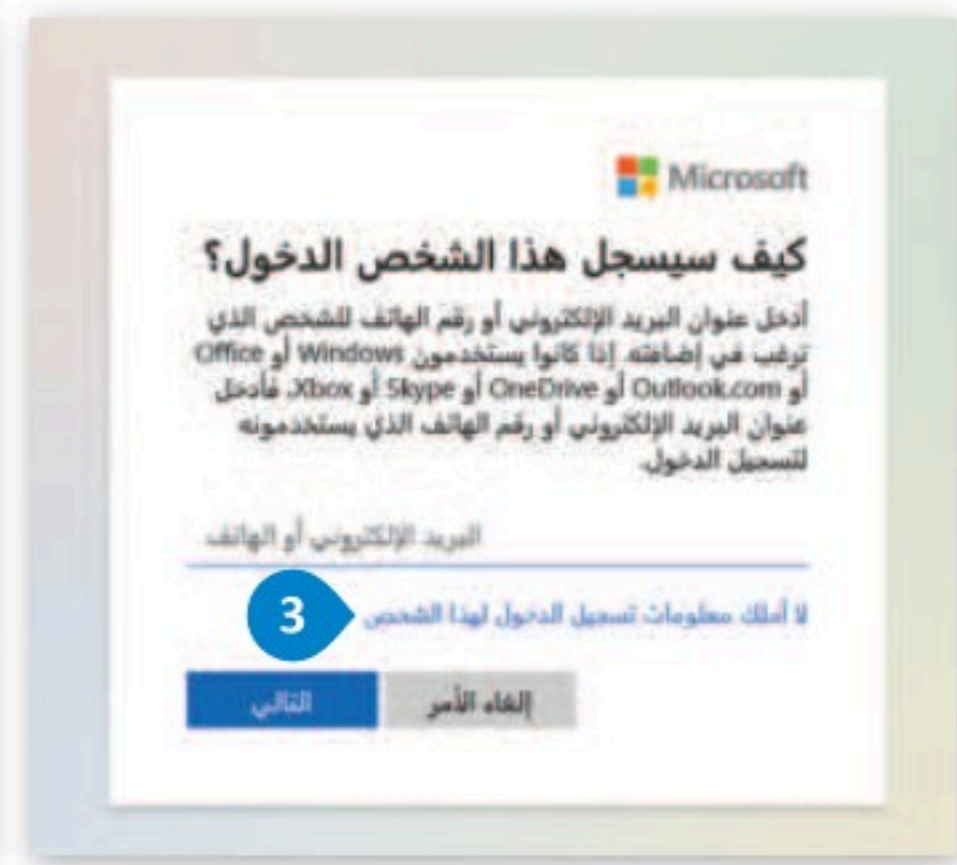 Microsoft
كيف سيسجل هذا الشخص الدخول؟
أدخل عنوان البريد الإلكتروني أو رقم الهاتف للشخص الذي
ترغب في إضافته. إذا كانوا يستخدمون Windows أو Office
أو Outlook.com أو OneDrive أو Skype أو Xbox، فأدخل
عنوان البريد الإلكتروني أو رقم الهاتف الذي يستخدمونه
لتسجيل الدخول.
البريد الإلكتروني أو الهاتف
لا أملك معلومات تسجيل الدخول لهذا الشخص 3
إلغاء الأمر التالي